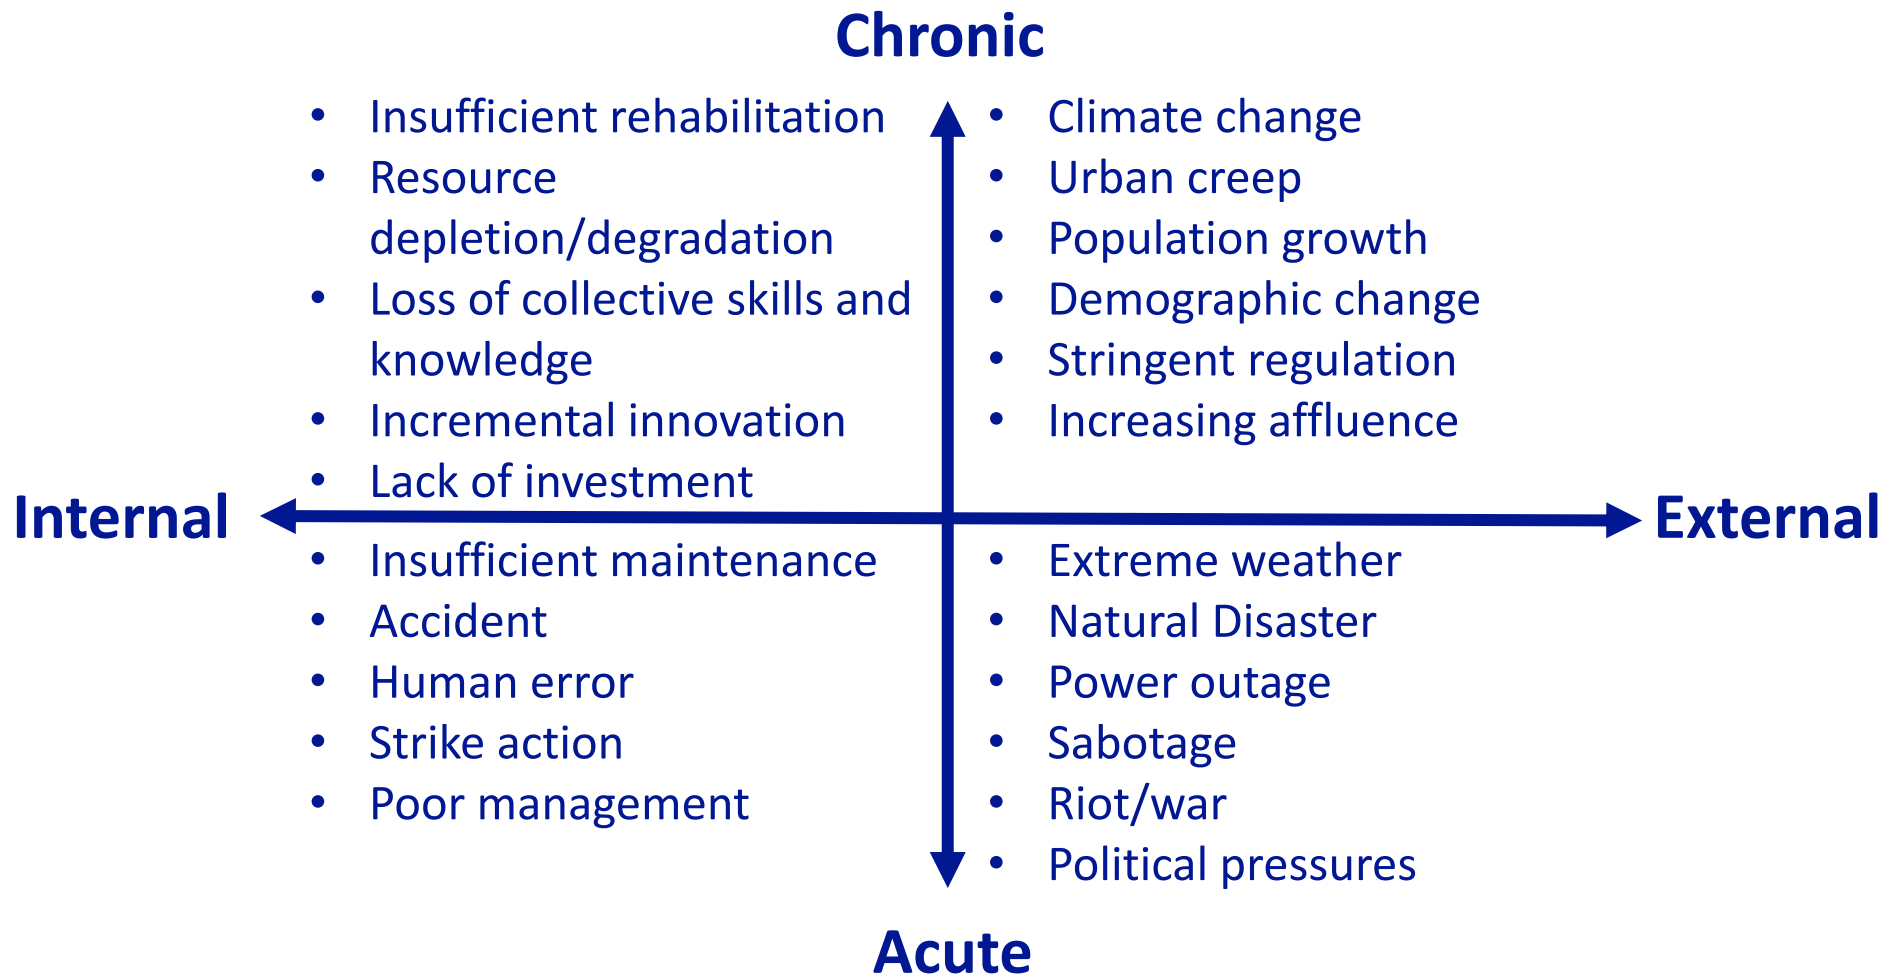 Chronic
• Insufficient rehabilitation
• Resource
depletion/degradation
• Loss of collective skills and
knowledge
• Incremental innovation
• Lack of investment
• Climate change
• Urban creep
• Population growth
• Demographic change
• Stringent regulation
• Increasing affluence
Internal
External
• Insufficient maintenance
• Accident
• Human error
• Strike action
• Poor management
• Extreme weather
• Natural Disaster
• Power outage
• Sabotage
• Riot/war
• Political pressures
Acute